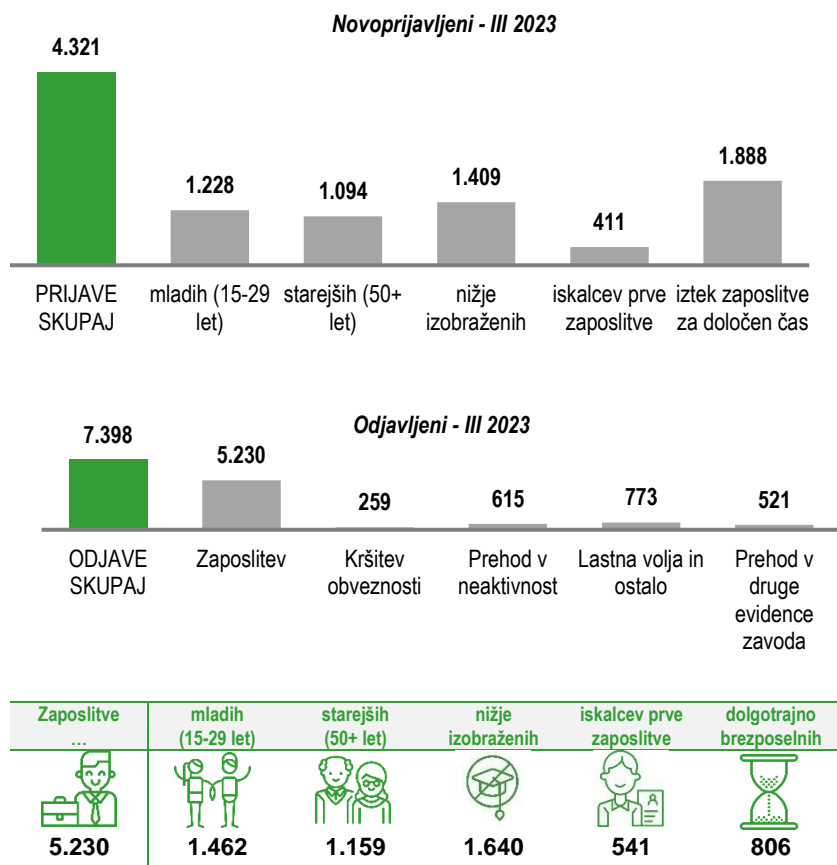 Novoprijavljeni - III 2023
4.321
1.228
1.094
1.409
411
1.888
PRIJAVE
SKUPAJ
mladih (15-29
let)
starejših (50+
let)
nižje
izobraženih
iskalcev prve
zaposlitve
iztek zaposlitve
za določen čas
Odjavljeni - III 2023
7.398
5.230
259
615
773
521
ODJAVE
SKUPAJ
Zaposlitev
Kršitev
obveznosti
Prehod v
neaktivnost
Lastna volja in
ostalo
Prehod v
druge
evidence
zavoda
Zaposlitve
...
mladih
(15-29 let)
starejših
(50+ let)
nižje
izobraženih
iskalcev prve
zaposlitve
dolgotrajno
brezposelnih
5.230
1.462
1.159
1.640
541
806